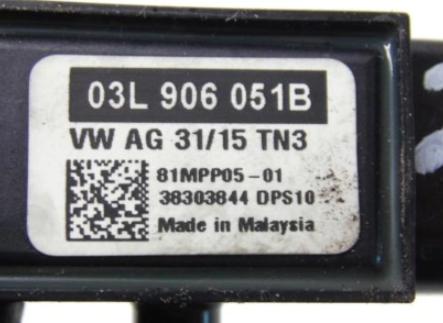 03L 906 051B
VW AG 31/15 TN3
81MPP05-01
38303844 DPS10
Made in Malaysia